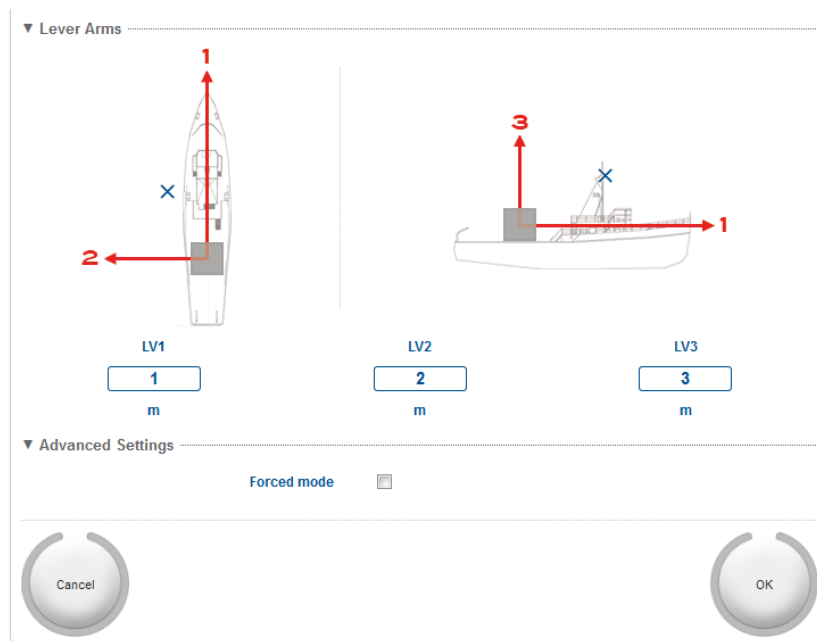 ▼ Lever Arms
1
3
2
1
LV1 LV2 LV3
1 2 3
m m m
▼ Advanced Settings
Forced mode
Cancel OK